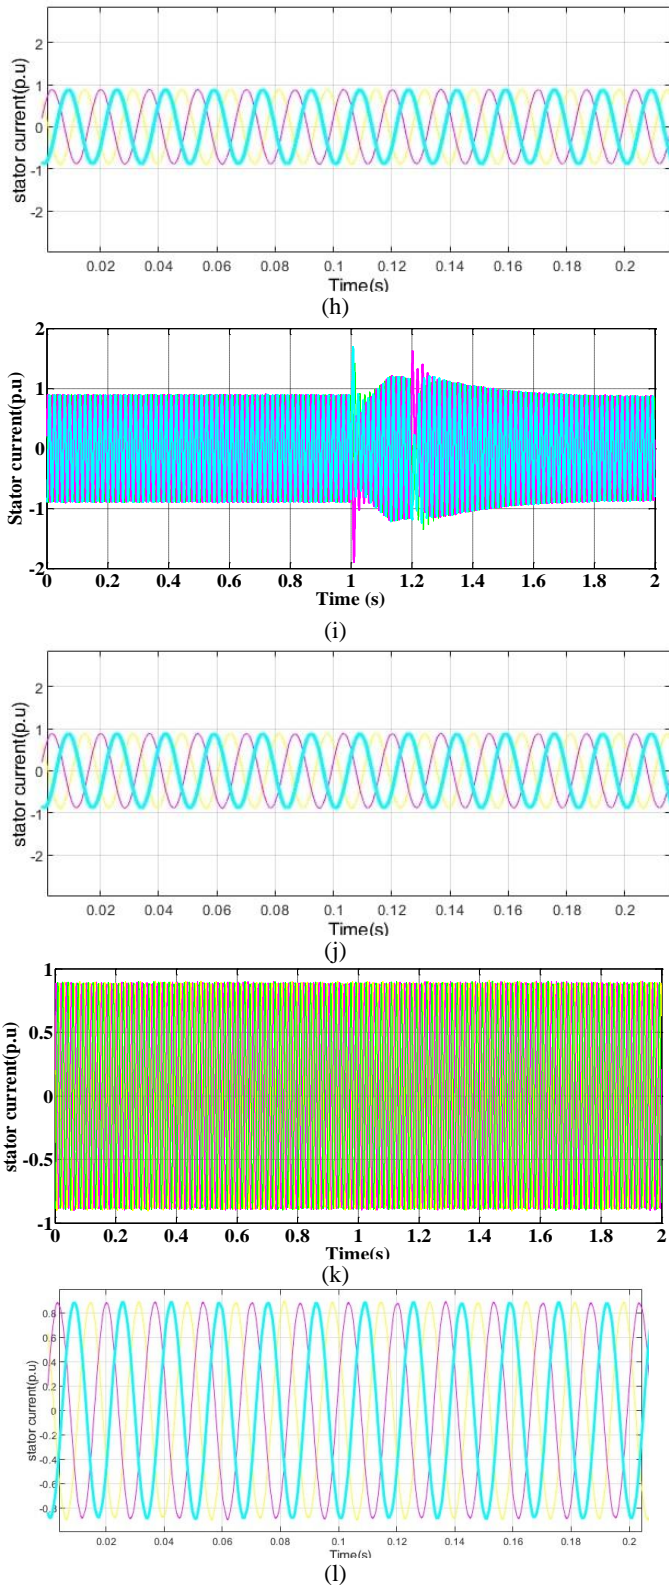 stator current(p.u)
2
1
0
-1
-2
0.02 0.04 0.06 0.08 0.1 0.12 0.14 0.16 0.18 0.2
Time(s)
(h)
Stator current(p.u)
2
1
0
-1
-2
0 0.2 0.4 0.6 0.8 1 1.2 1.4 1.6 1.8 2
Time (s)
(i)
stator current(p.u)
2
1
0
-1
-2
0.02 0.04 0.06 0.08 0.1 0.12 0.14 0.16 0.18 0.2
Time(s)
(j)
stator current(p.u)
1
0.5
0
-0.5
-1
0 0.2 0.4 0.6 0.8 1 1.2 1.4 1.6 1.8 2
Time(s)
(k)
stator current(p.u)
0.8
0.6
0.4
0.2
0
-0.2
-0.4
-0.6
-0.8
0.02 0.04 0.06 0.08 0.1 0.12 0.14 0.16 0.18 0.2
Time(s)
(l)